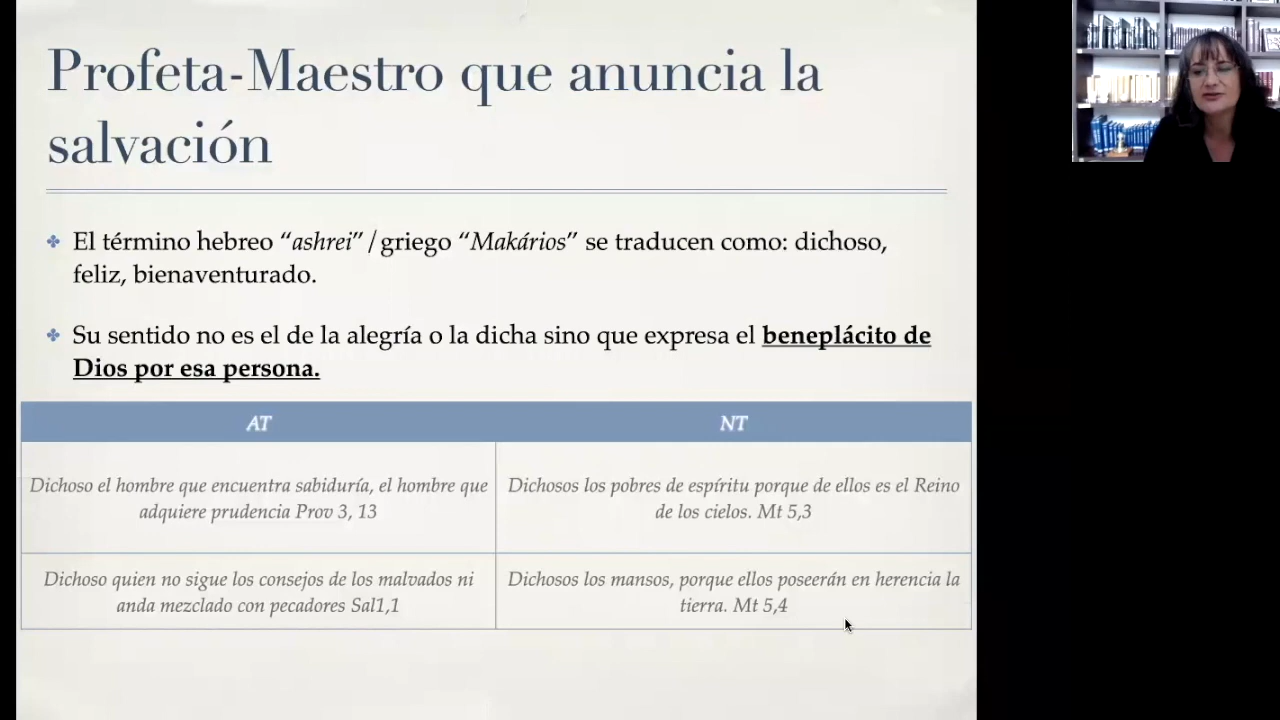 Profeta-Maestro que anuncia la
salvación
El término hebreo “ashrei” / griego “Makários” se traducen como: dichoso,
feliz, bienaventurado.
Su sentido no es el de la alegría o la dicha sino que expresa el beneplácito de
Dios por esa persona.
AT
NT
Dichoso el hombre que encuentra sabiduría, el hombre que
adquiere prudencia Prov 3, 13
Dichosos los pobres de espíritu porque de ellos es el Reino
de los cielos. Mt 5,3
Dichoso quien no sigue los consejos de los malvados ni
anda mezclado con pecadores Sal1,1
Dichosos los mansos, porque ellos poseerán en herencia la
tierra. Mt 5,4